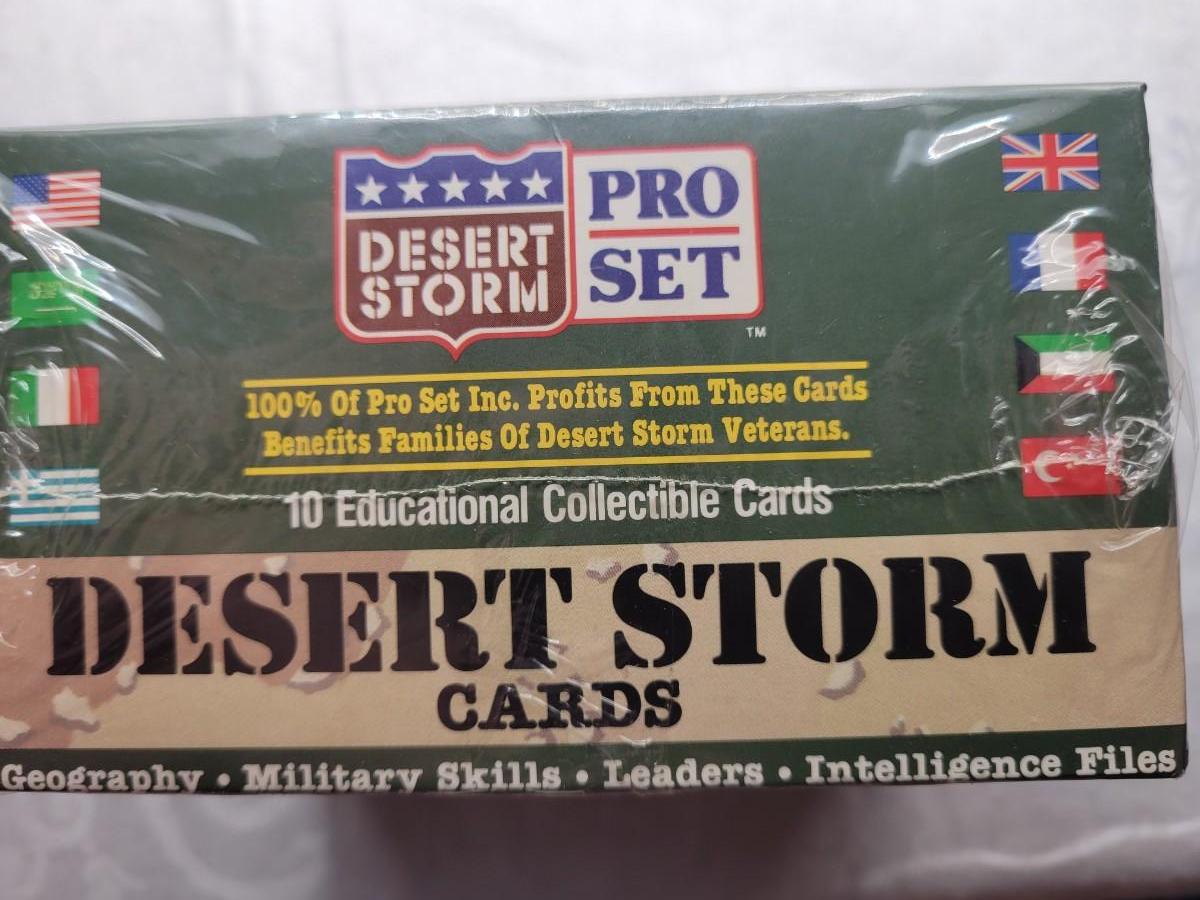 DESERT
STORM
PRO
SET
TM
100% Of Pro Set Inc. Profits From These Cards
Benefits Families Of Desert Storm Veterans.
10 Educational Collectible Cards
DESERT STORM
CARDS
Geography • Military Skills • Leaders • Intelligence Files